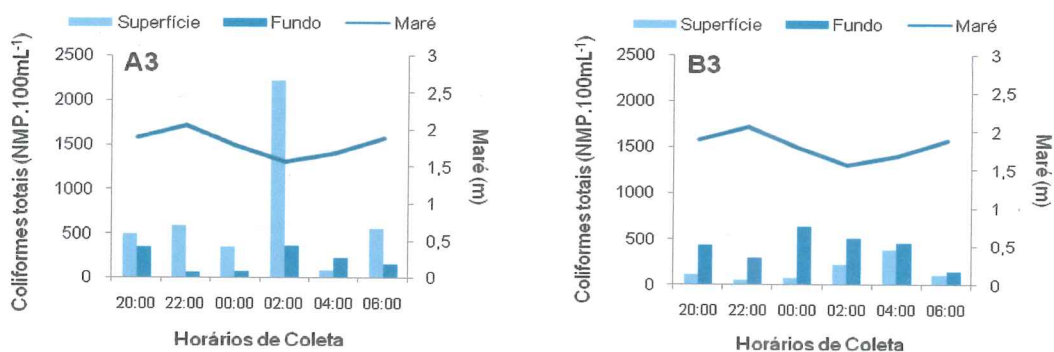 Superfície Fundo Maré
A3
Coliformes totais (NMP.100mL⁻¹)
2500
2000
1500
1000
500
0
3
2,5
2
1,5
1
0,5
0
Maré (m)
20:00 22:00 00:00 02:00 04:00 06:00
Horários de Coleta
Superfície Fundo Maré
B3
Coliformes totais (NMP.100mL⁻¹)
2500
2000
1500
1000
500
0
3
2,5
2
1,5
1
0,5
0
Maré (m)
20:00 22:00 00:00 02:00 04:00 06:00
Horários de Coleta